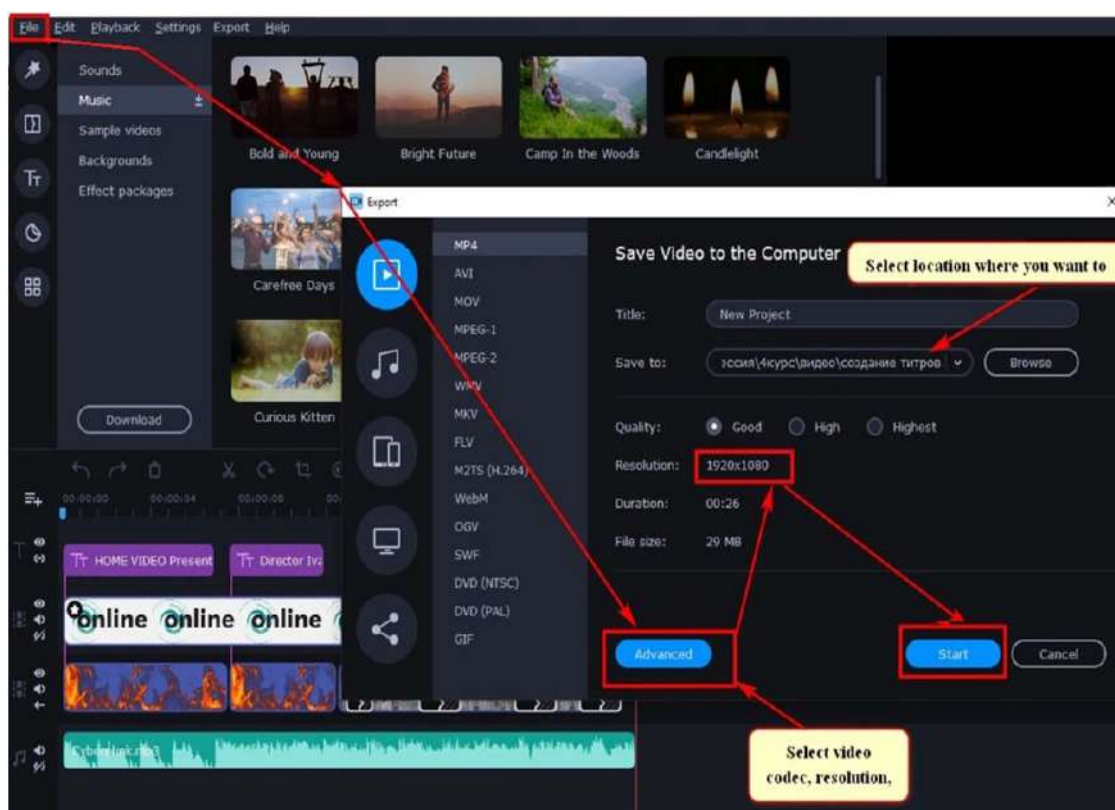 File Edit Playback Settings Export Help
Sounds
Music
Sample videos
Backgrounds
Effect packages
Download
Bold and Young
Bright Future
Camp In the Woods
Candlelight
Carefree Days
Curious Kitten
Export
MP4
AVI
MOV
MPEG-1
MPEG-2
WMV
MKV
FLV
M2TS (H.264)
WebM
OGV
SWF
DVD (NTSC)
DVD (PAL)
GIF
Save Video to the Computer
Select location where you want to
Title: New Project
Save to: эссия\4курс\видео\создание титров Browse
Quality: Good High Highest
Resolution: 1920x1080
Duration: 00:26
File size: 29 MB
Advanced Start Cancel
Select video
codec, resolution,
00:00:00
HOME VIDEO Present
Director Iva
online online online